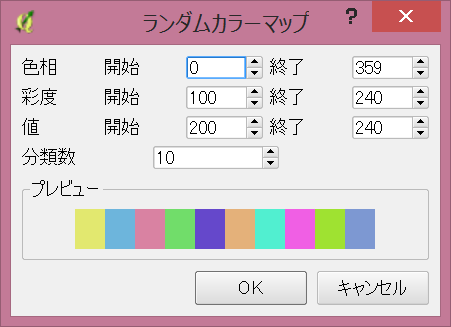 ランダムカラーマップ ?
色相 開始 0 終了 359
彩度 開始 100 終了 240
値 開始 200 終了 240
分類数 10
プレビュー
OK キャンセル